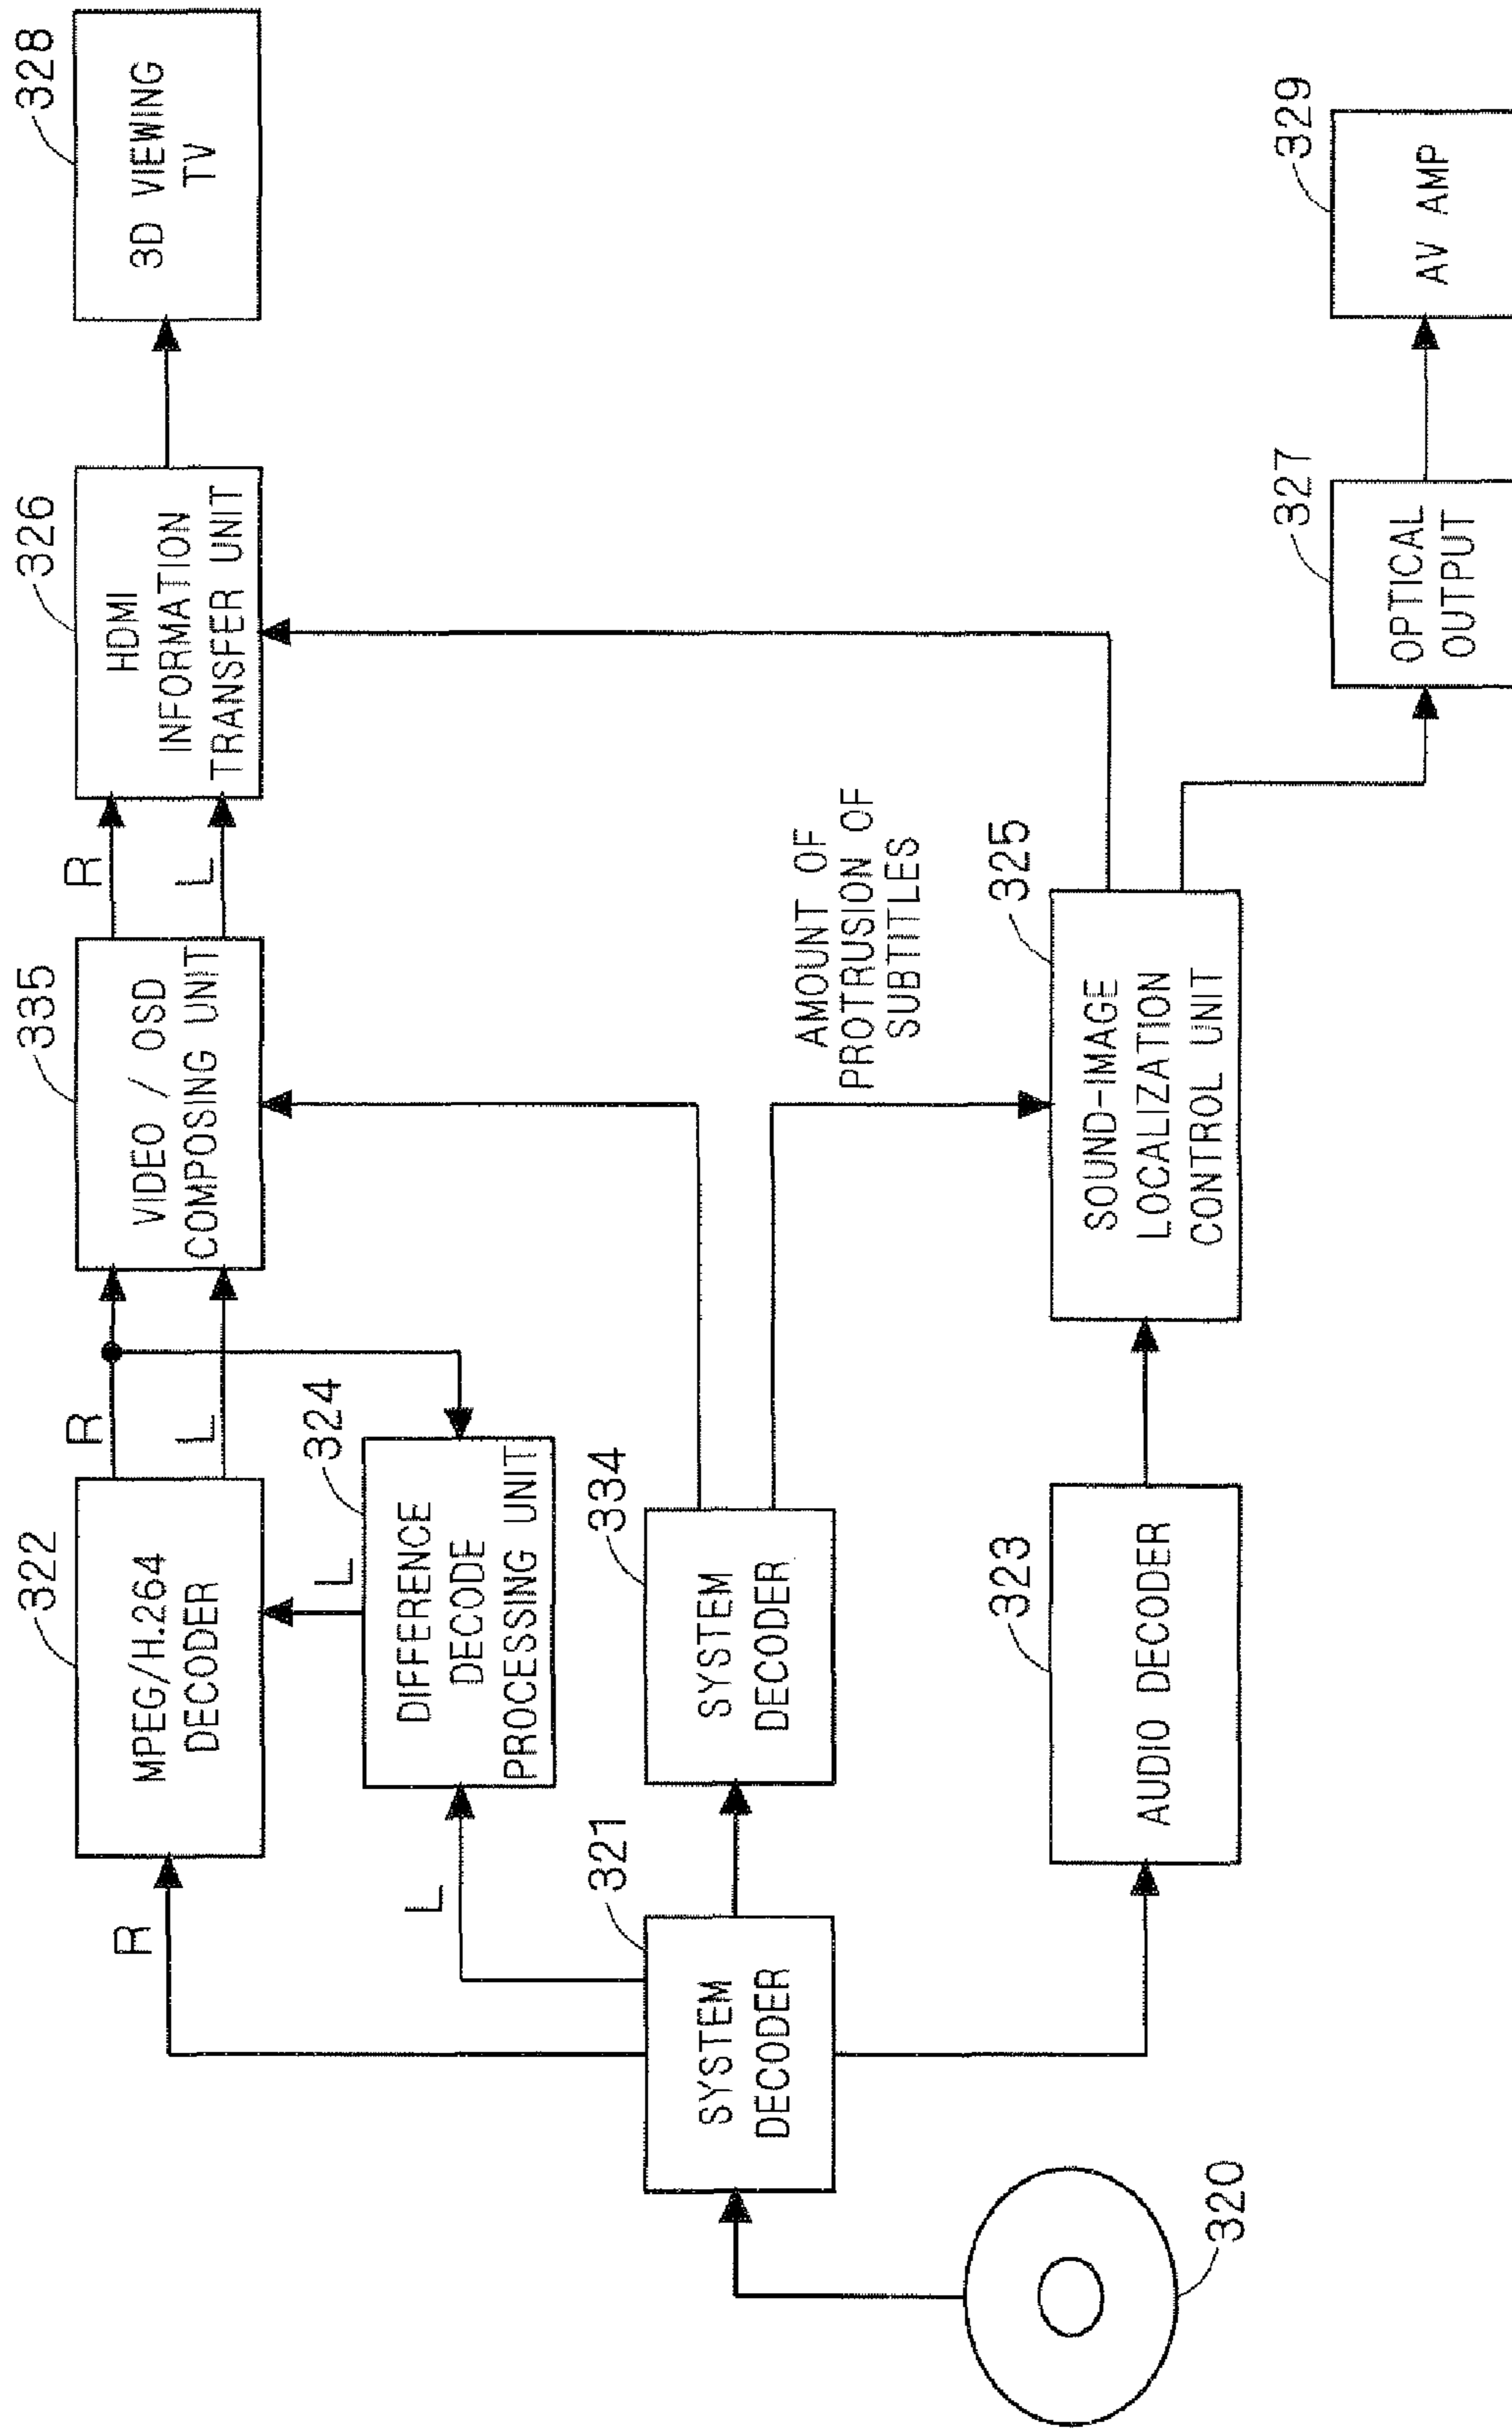 328
3D VIEWING
TV
326
HDMI
INFORMATION
TRANSFER UNIT
R
L
335
VIDEO / OSD
COMPOSING UNIT
R
L
322
MPEG/H.264
DECODER
R
L
324
DIFFERENCE
DECODE
PROCESSING UNIT
L
334
SYSTEM
DECODER
321
SYSTEM
DECODER
AMOUNT OF
PROTRUSION OF
SUBTITLES
325
SOUND-IMAGE
LOCALIZATION
CONTROL UNIT
323
AUDIO DECODER
320
327
OPTICAL
OUTPUT
329
AV AMP